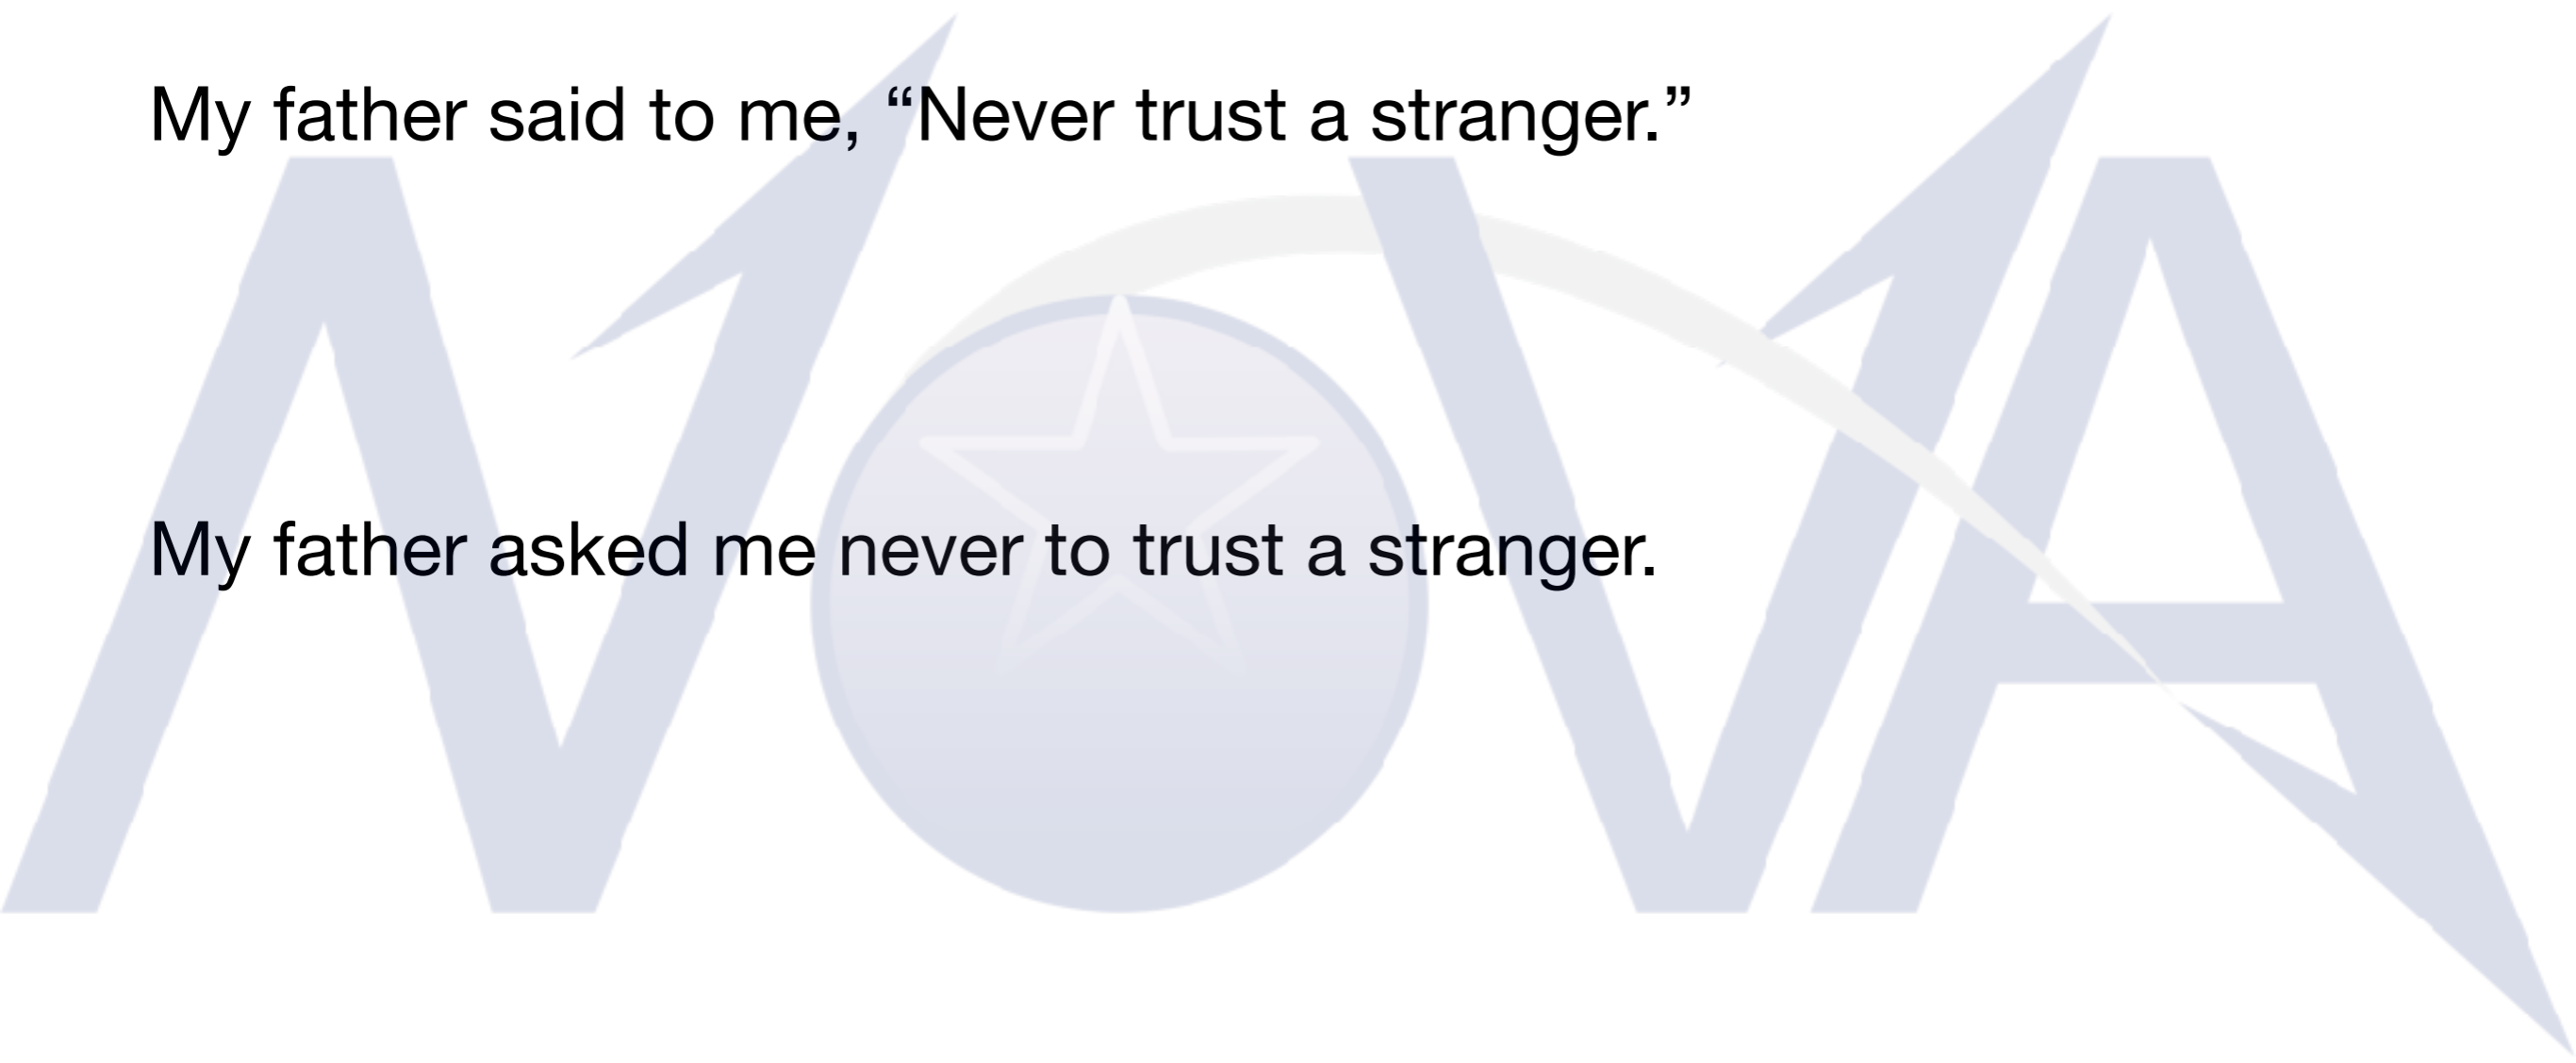 My father said to me, “Never trust a stranger.”
My father asked me never to trust a stranger.
NOVA